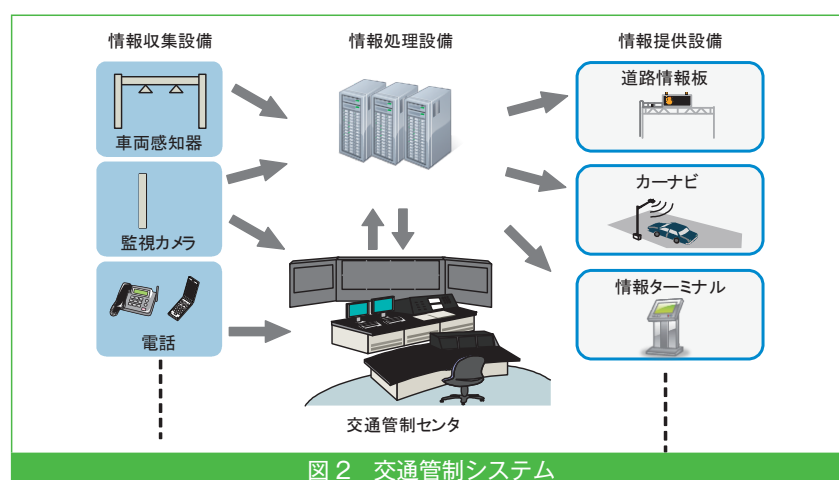 情報収集設備
情報処理設備
情報提供設備
車両感知器
監視カメラ
電話
交通管制センタ
道路情報板
カーナビ
情報ターミナル
図2 交通管制システム